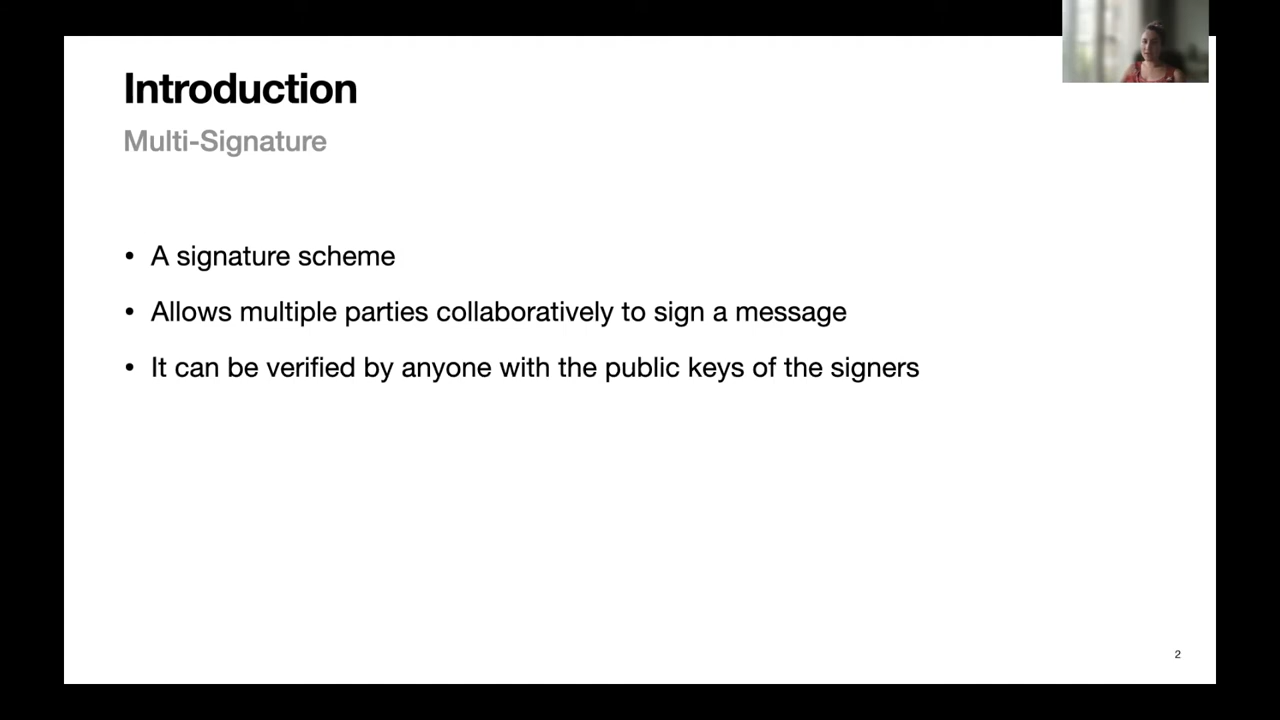 Introduction
Multi-Signature
• A signature scheme
• Allows multiple parties collaboratively to sign a message
• It can be verified by anyone with the public keys of the signers
2